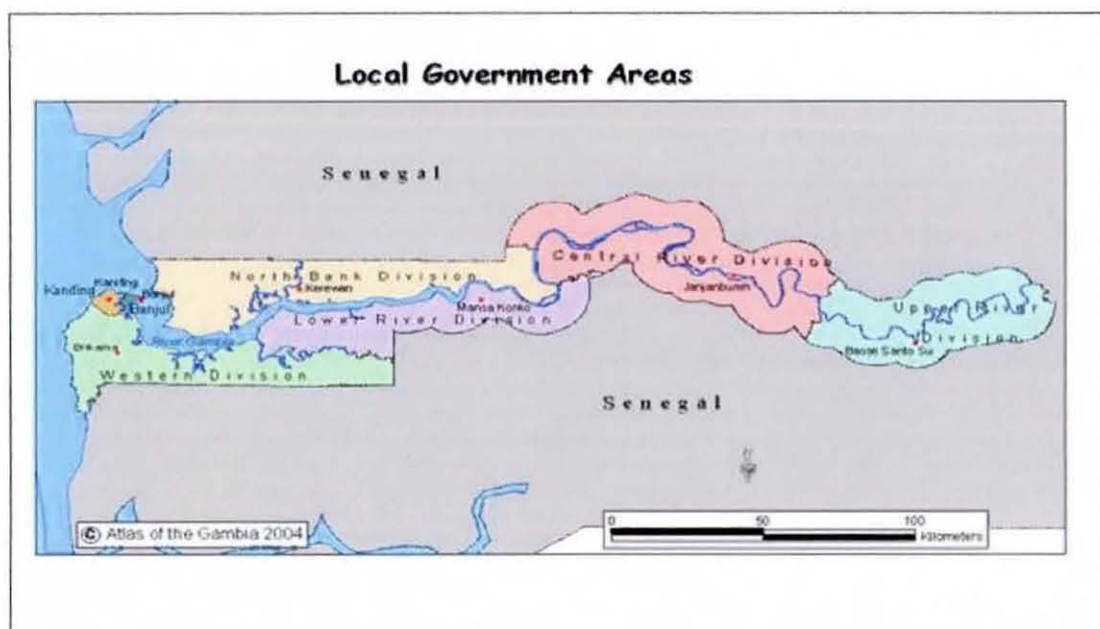 Local Government Areas
Senegal
Central River Division
North Bank Division
Kerewan
Kanifing
Banjul
Banjul
Mansa Konko
Lower River Division
River Gambia
Upper River
Division
Basse Santa Su
Brikama
Western Division
Senegal
© Atlas of the Gambia 2004
0 50 100
Kilometers